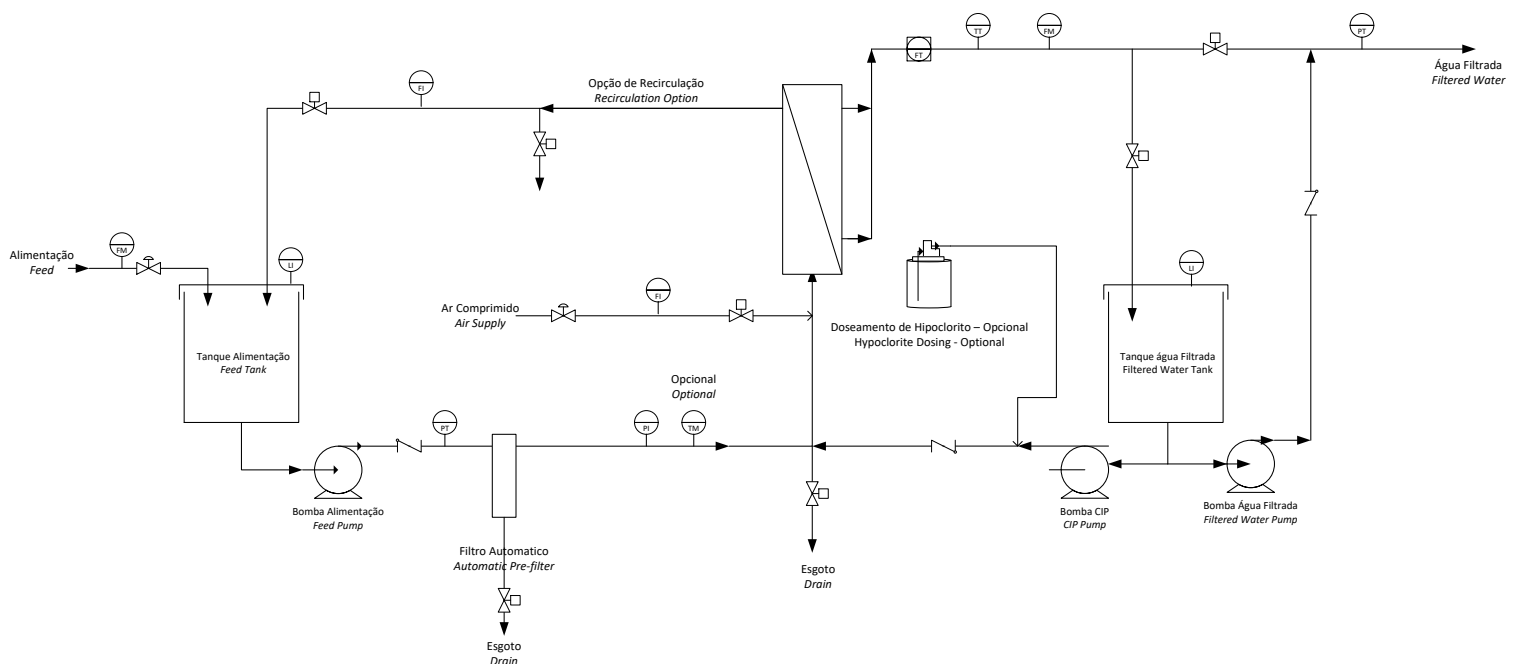 TT
FM
PT
FT
Água Filtrada
Filtered Water
FI
Opção de Recirculação
Recirculation Option
FM
Alimentação
Feed
LI
LI
FI
Ar Comprimido
Air Supply
Doseamento de Hipoclorito – Opcional
Hypoclorite Dosing - Optional
Tanque Alimentação
Feed Tank
Tanque água Filtrada
Filtered Water Tank
Opcional
Optional
PT
PI
TM
Bomba Alimentação
Feed Pump
Bomba CIP
CIP Pump
Bomba Água Filtrada
Filtered Water Pump
Filtro Automatico
Automatic Pre-filter
Esgoto
Drain
Esgoto
Drain